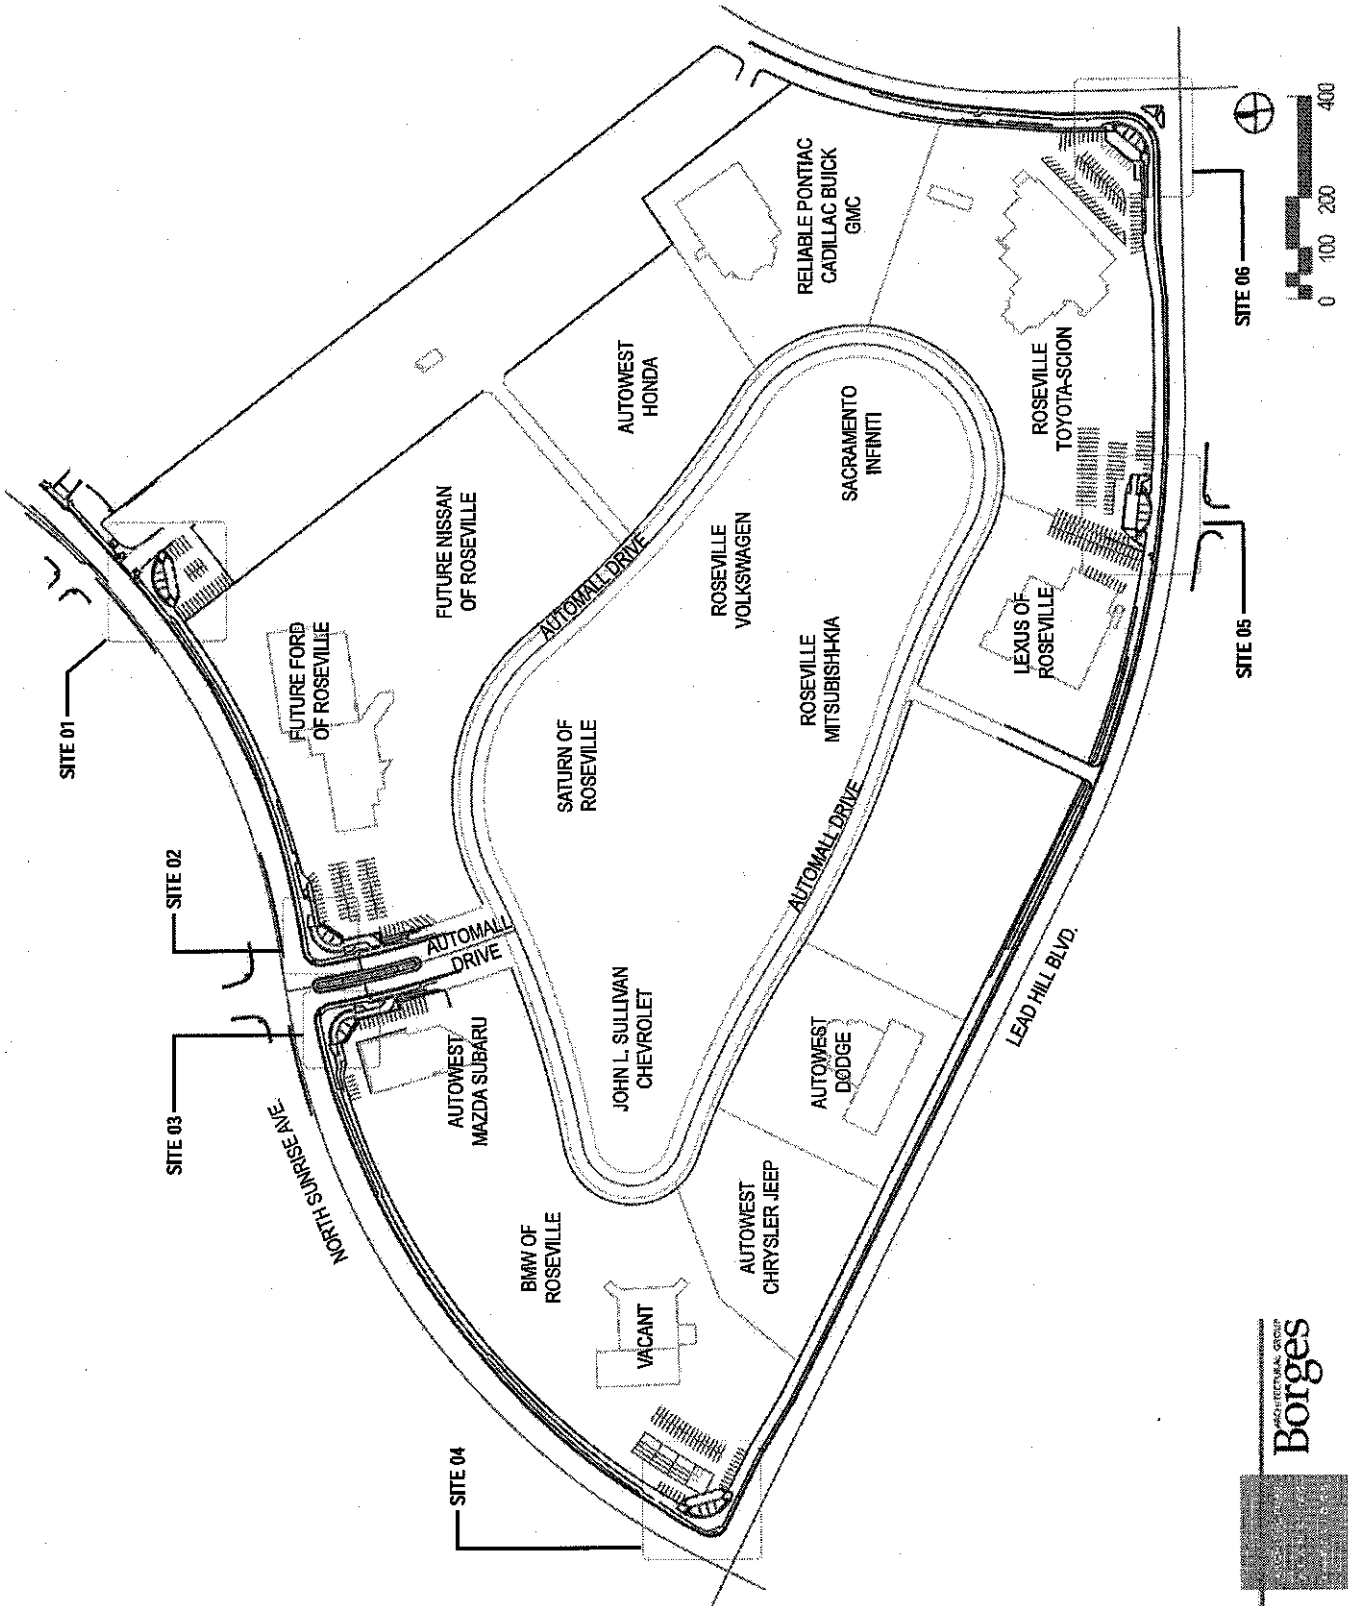 SITE 01
SITE 02
SITE 03
SITE 04
SITE 05
SITE 06
NORTH SUNRISE AVE.
LEAD HILL BLVD.
AUTOMALL
DRIVE
AUTOMALL DRIVE
AUTOMALL DRIVE
FUTURE FORD
OF ROSEVILLE
FUTURE NISSAN
OF ROSEVILLE
AUTOWEST
HONDA
RELIABLE PONTIAC
CADILLAC BUICK
GMC
ROSEVILLE
TOYOTA-SCION
LEXUS OF
ROSEVILLE
SACRAMENTO
INFINITI
ROSEVILLE
VOLKSWAGEN
ROSEVILLE
MITSUBISHI-KIA
SATURN OF
ROSEVILLE
JOHN L. SULLIVAN
CHEVROLET
AUTOWEST
MAZDA SUBARU
BMW OF
ROSEVILLE
VACANT
AUTOWEST
CHRYSLER JEEP
AUTOWEST
DODGE
0 100 200 400
ARCHITECTURAL GROUP
Borges